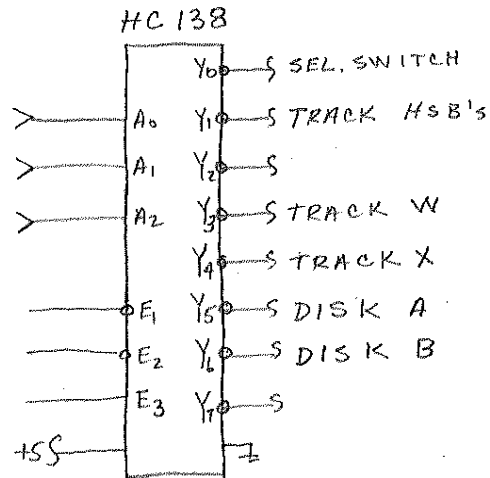 HC 138
Y0 SEL. SWITCH
A0 Y1 TRACK HSB's
A1 Y2
A2 Y3 TRACK W
Y4 TRACK X
E1 Y5 DISK A
E2 Y6 DISK B
E3 Y7
+5